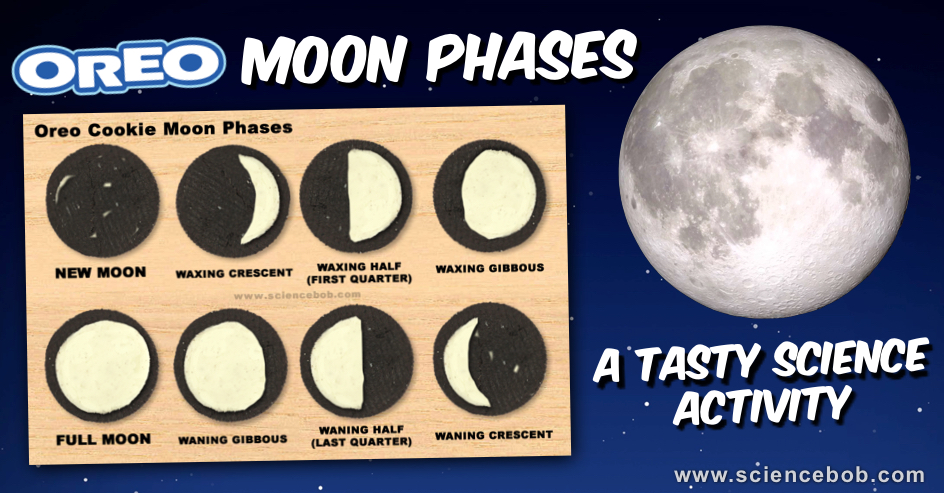 OREO MOON PHASES
Oreo Cookie Moon Phases
NEW MOON
WAXING CRESCENT
WAXING HALF
(FIRST QUARTER)
WAXING GIBBOUS
www.sciencebob.com
FULL MOON
WANING GIBBOUS
WANING HALF
(LAST QUARTER)
WANING CRESCENT
A TASTY SCIENCE
ACTIVITY
www.sciencebob.com